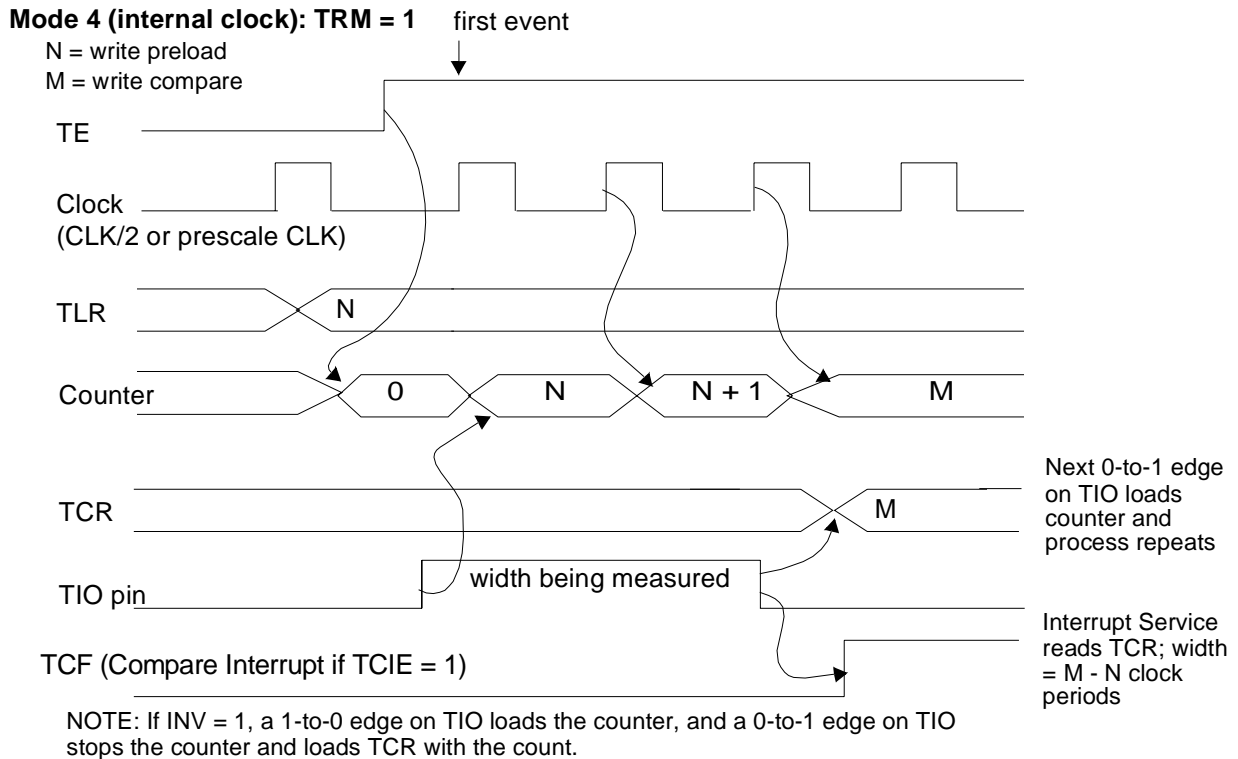 Mode 4 (internal clock): TRM = 1
first event
N = write preload
M = write compare
TE
Clock
(CLK/2 or prescale CLK)
TLR
N
Counter
0
N
N + 1
M
TCR
M
Next 0-to-1 edge
on TIO loads
counter and
process repeats
TIO pin
width being measured
TCF (Compare Interrupt if TCIE = 1)
Interrupt Service
reads TCR; width
= M - N clock
periods
NOTE: If INV = 1, a 1-to-0 edge on TIO loads the counter, and a 0-to-1 edge on TIO
stops the counter and loads TCR with the count.